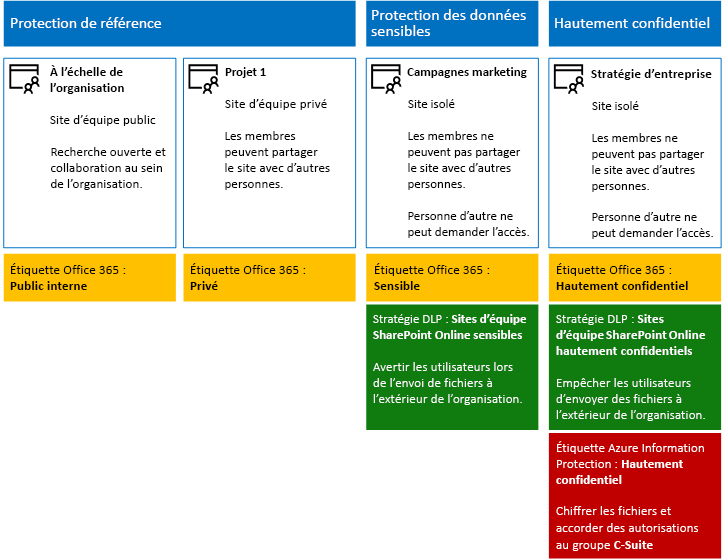 Protection de référence
Protection des données
sensibles
Hautement confidentiel
À l’échelle de
l’organisation
Site d’équipe public
Recherche ouverte et
collaboration au sein
de l’organisation.
Projet 1
Site d’équipe privé
Les membres
peuvent partager
le site avec d’autres
personnes.
Campagnes marketing
Site isolé
Les membres ne
peuvent pas partager
le site avec d’autres
personnes.
Personne d’autre ne
peut demander l’accès.
Stratégie d’entreprise
Site isolé
Les membres ne
peuvent pas partager
le site avec d’autres
personnes.
Personne d’autre ne
peut demander l’accès.
Étiquette Office 365 :
Public interne
Étiquette Office 365 :
Privé
Étiquette Office 365 :
Sensible
Étiquette Office 365 :
Hautement confidentiel
Stratégie DLP : Sites d’équipe
SharePoint Online sensibles
Avertir les utilisateurs lors
de l’envoi de fichiers à
l’extérieur de l’organisation.
Stratégie DLP : Sites
d’équipe SharePoint Online
hautement confidentiels
Empêcher les utilisateurs
d’envoyer des fichiers à
l’extérieur de l’organisation.
Étiquette Azure Information
Protection : Hautement
confidentiel
Chiffrer les fichiers et
accorder des autorisations
au groupe C-Suite